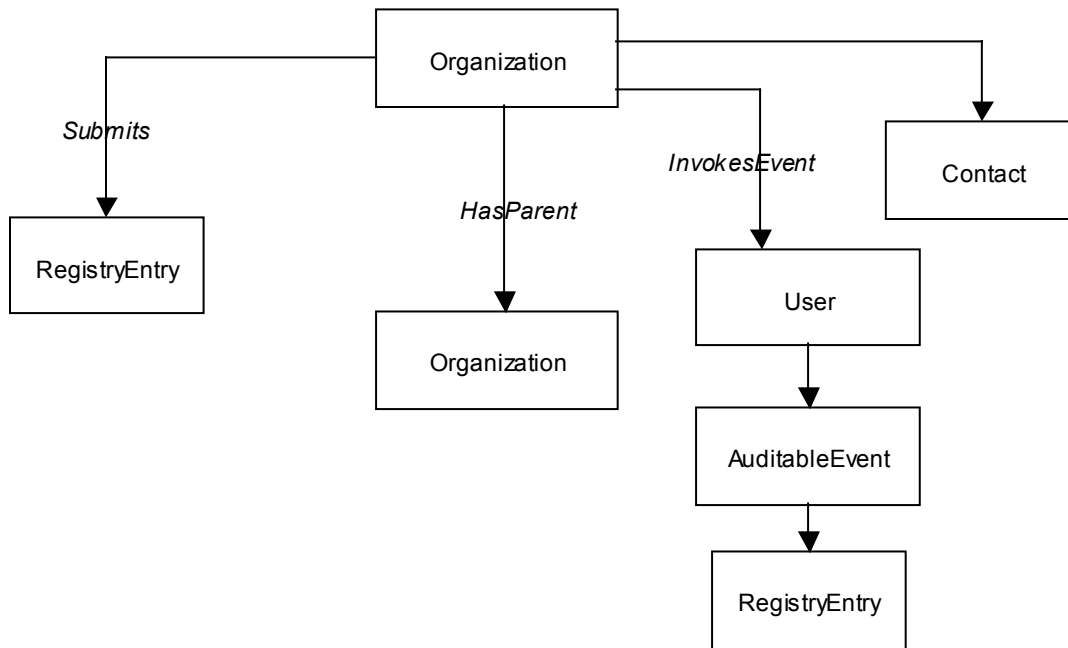 Organization
Submits
InvokesEvent
Contact
HasParent
RegistryEntry
User
Organization
AuditableEvent
RegistryEntry